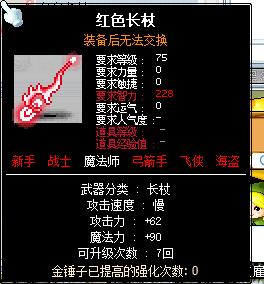 红色长杖
装备后无法交换
要求等级： 75
要求力量： 0
要求敏捷： 0
要求智力： 228
要求运气： 0
要求人气度： -
道具等级： -
道具经验值： -
新手 战士 魔法师 弓箭手 飞侠 海盗
武器分类 : 长杖
攻击速度 : 慢
攻击力 : +62
魔法力 : +90
可升级次数 : 7回
金锤子已提高的强化次数: 0